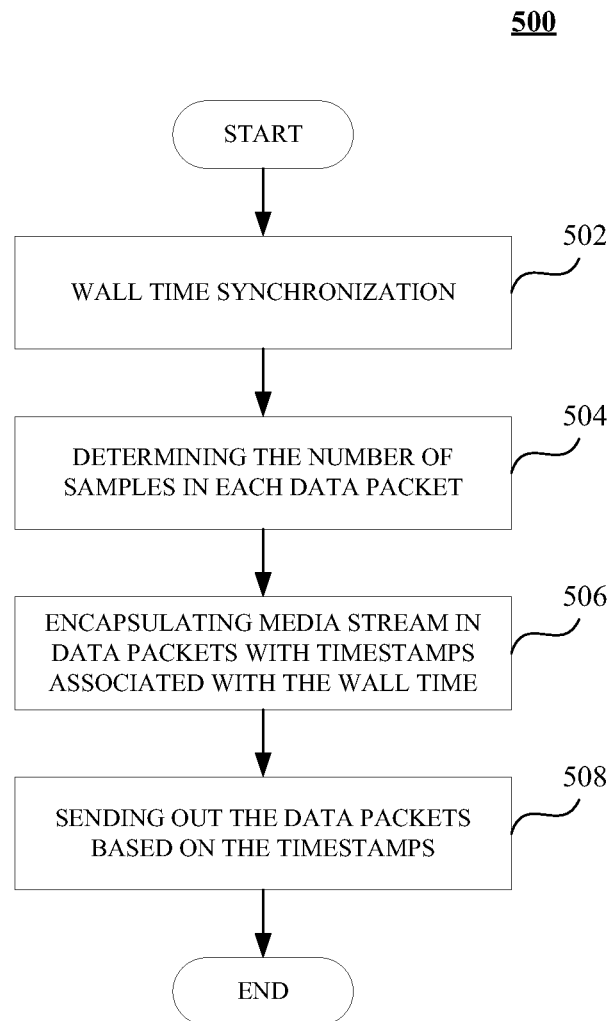 500
START
502
WALL TIME SYNCHRONIZATION
504
DETERMINING THE NUMBER OF
SAMPLES IN EACH DATA PACKET
506
ENCAPSULATING MEDIA STREAM IN
DATA PACKETS WITH TIMESTAMPS
ASSOCIATED WITH THE WALL TIME
508
SENDING OUT THE DATA PACKETS
BASED ON THE TIMESTAMPS
END